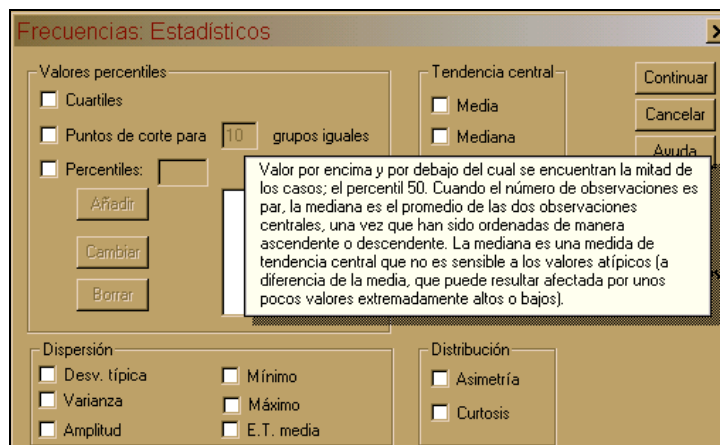 Frecuencias: Estadísticos
Valores percentiles
Cuartiles
Puntos de corte para 10 grupos iguales
Percentiles:
Añadir
Cambiar
Borrar
Tendencia central
Media
Mediana
Continuar
Cancelar
Ayuda
Valor por encima y por debajo del cual se encuentran la mitad de
los casos; el percentil 50. Cuando el número de observaciones es
par, la mediana es el promedio de las dos observaciones
centrales, una vez que han sido ordenadas de manera
ascendente o descendente. La mediana es una medida de
tendencia central que no es sensible a los valores atípicos (a
diferencia de la media, que puede resultar afectada por unos
pocos valores extremadamente altos o bajos).
Dispersión
Desv. típica
Mínimo
Varianza
Máximo
Amplitud
E.T. media
Distribución
Asimetría
Curtosis